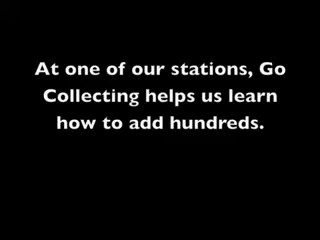 At one of our stations, Go
Collecting helps us learn
how to add hundreds.